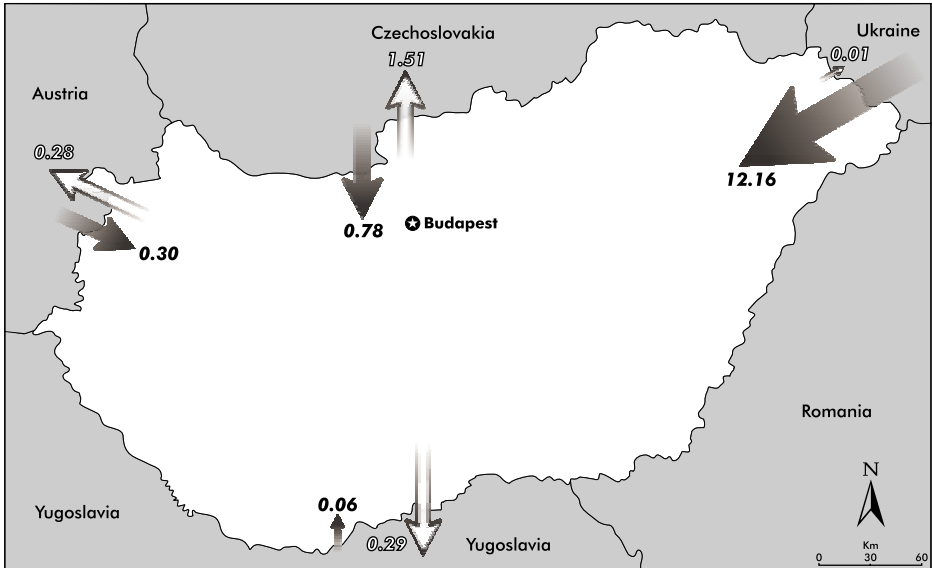 Ukraine
Czechoslovakia
0.01
1.51
Austria
0.28
12.16
0.78
Budapest
0.30
Romania
N
0.06
Yugoslavia
0.29
Yugoslavia
Km
0 30 60